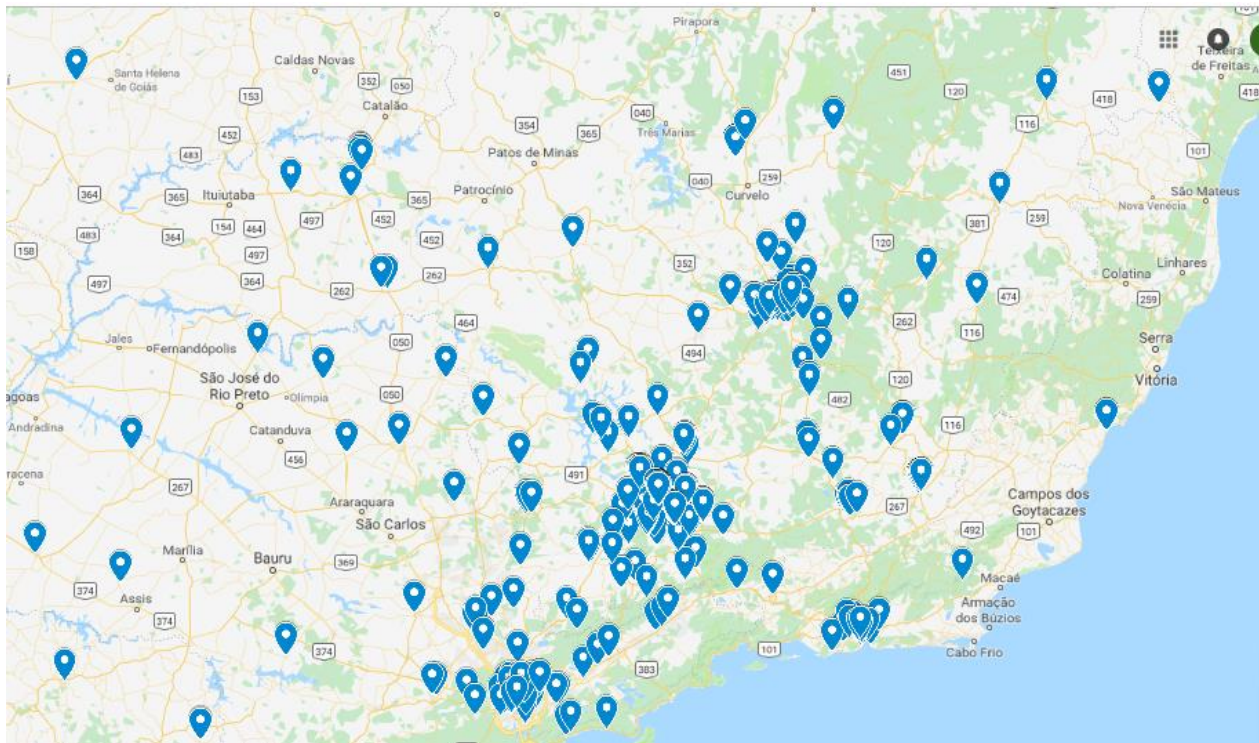 Pirapora
101
Teixeira
de Freitas
Santa Helena
de Goiás
Caldas Novas
352
050
451
120
418
418
153
Catalão
040
116
354
365
Três Marias
452
101
483
Patos de Minas
040
259
364
365
Ituiutaba
Patrocínio
365
Curvelo
São Mateus
Nova Venécia
497
452
381
259
154
464
483
364
452
120
158
497
352
Linhares
497
364
262
Colatina
262
474
259
464
262
116
050
Serra
Jales
Fernandópolis
494
Vitória
São José do
Rio Preto
120
Olímpia
050
482
Andradina
116
Catanduva
456
491
267
Araraquara
267
Campos dos
Goytacazes
São Carlos
492
101
Marília
Bauru
369
374
Macaé
Assis
Armação
dos Búzios
374
101
374
Cabo Frio
383